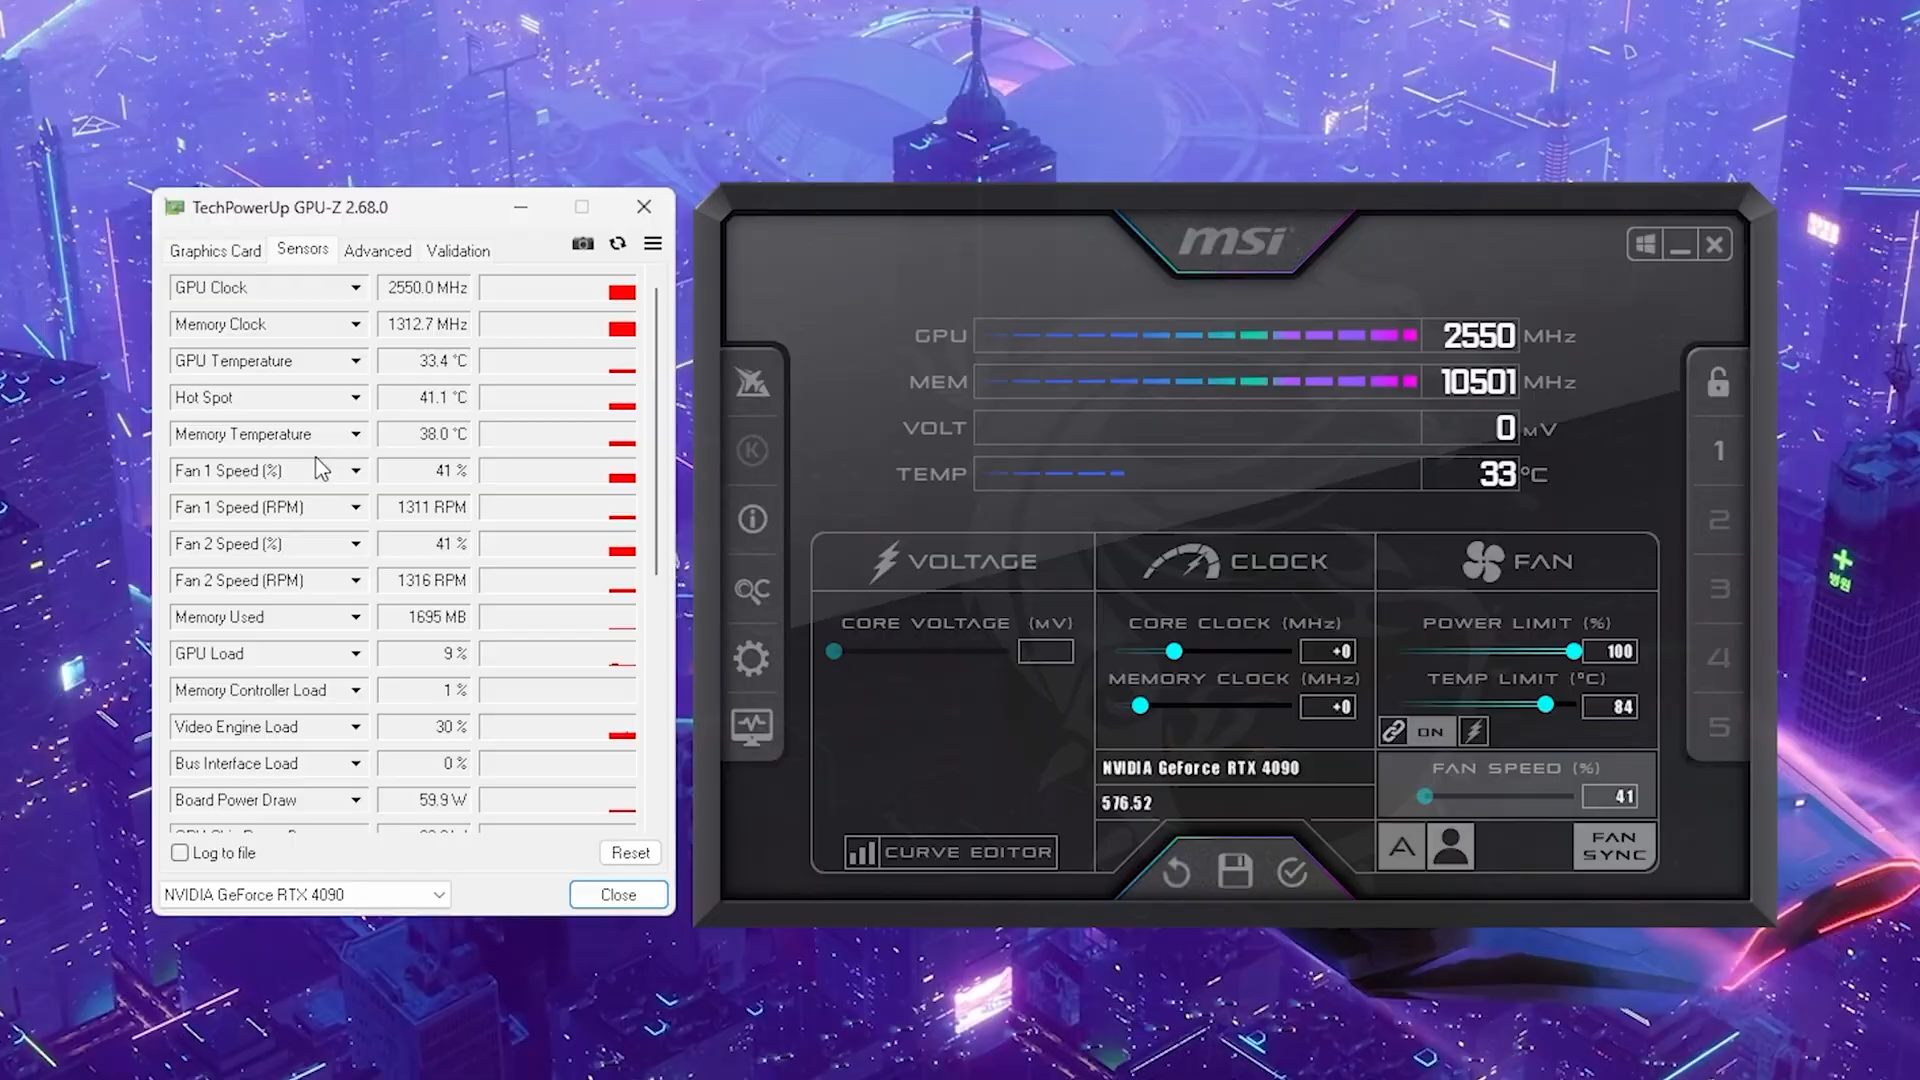 TechPowerUp GPU-Z 2.68.0
Graphics Card
Sensors
Advanced
Validation
GPU Clock 2550.0 MHz
Memory Clock 1312.7 MHz
GPU Temperature 33.4 °C
Hot Spot 41.1 °C
Memory Temperature 38.0 °C
Fan 1 Speed (%) 41 %
Fan 1 Speed (RPM) 1311 RPM
Fan 2 Speed (%) 41 %
Fan 2 Speed (RPM) 1316 RPM
Memory Used 1695 MB
GPU Load 9 %
Memory Controller Load 1 %
Video Engine Load 30 %
Bus Interface Load 0 %
Board Power Draw 59.9 W
Log to file
Reset
NVIDIA GeForce RTX 4090
Close
msi
GPU 2550 MHz
MEM 10501 MHz
VOLT 0 mV
TEMP 33 °C
K
OC
1
2
3
4
5
VOLTAGE
CORE VOLTAGE (MV)
CURVE EDITOR
CLOCK
CORE CLOCK (MHz)
+0
MEMORY CLOCK (MHz)
+0
NVIDIA GeForce RTX 4090
576.52
FAN
POWER LIMIT (%)
100
TEMP LIMIT (°C)
84
ON
FAN SPEED (%)
41
A
FAN
SYNC
병원